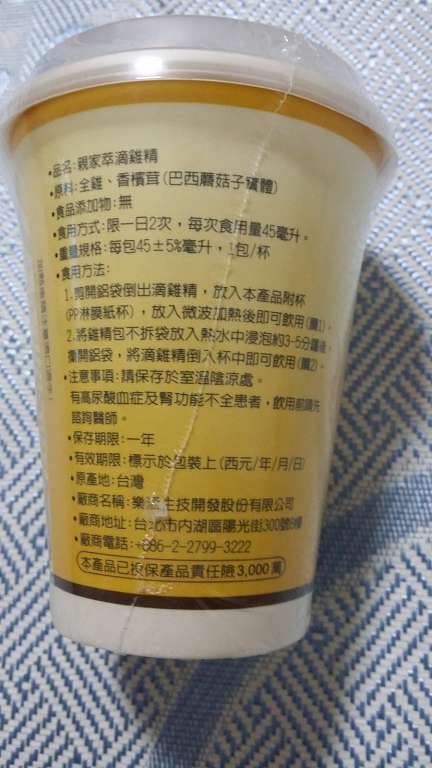 •品名:親家萃滴雞精
•原料:全雞、香檳茸(巴西蘑菇子實體)
•食品添加物:無
•食用方式:限一日2次，每次食用量45毫升。
•重量規格:每包45±5%毫升，1包/杯
•食用方法:
1.剪開鋁袋倒出滴雞精，放入本產品附杯
(PP淋膜紙杯)，放入微波加熱後即可飲用(圖1)。
2.將雞精包不拆袋放入熱水中浸泡約3-5分鐘後，
剪開鋁袋，將滴雞精倒入杯中即可飲用(圖2)。
•注意事項:請保存於室溫陰涼處。
有高尿酸血症及腎功能不全患者，飲用前請先
諮詢醫師。
•保存期限:一年
•有效期限:標示於包裝上(西元/年/月/日)
•原產地:台灣
•廠商名稱:樂 生技開發股份有限公司
•廠商地址:台北市內湖區陽光街300號
•廠商電話:+886-2-2799-3222
本產品已投保產品責任險3,000萬